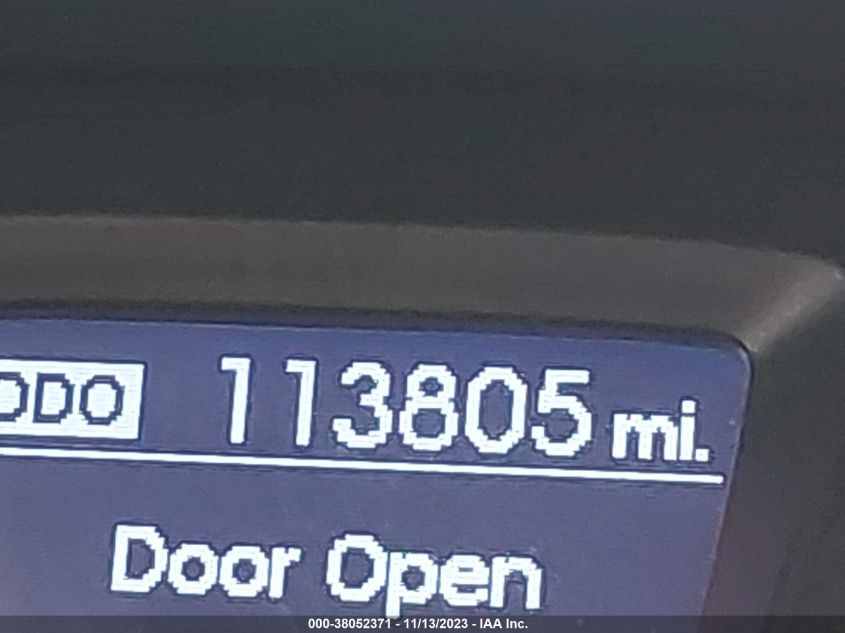 ODO 113805 mi.
Door Open
000-38052371 - 11/13/2023 - IAA Inc.